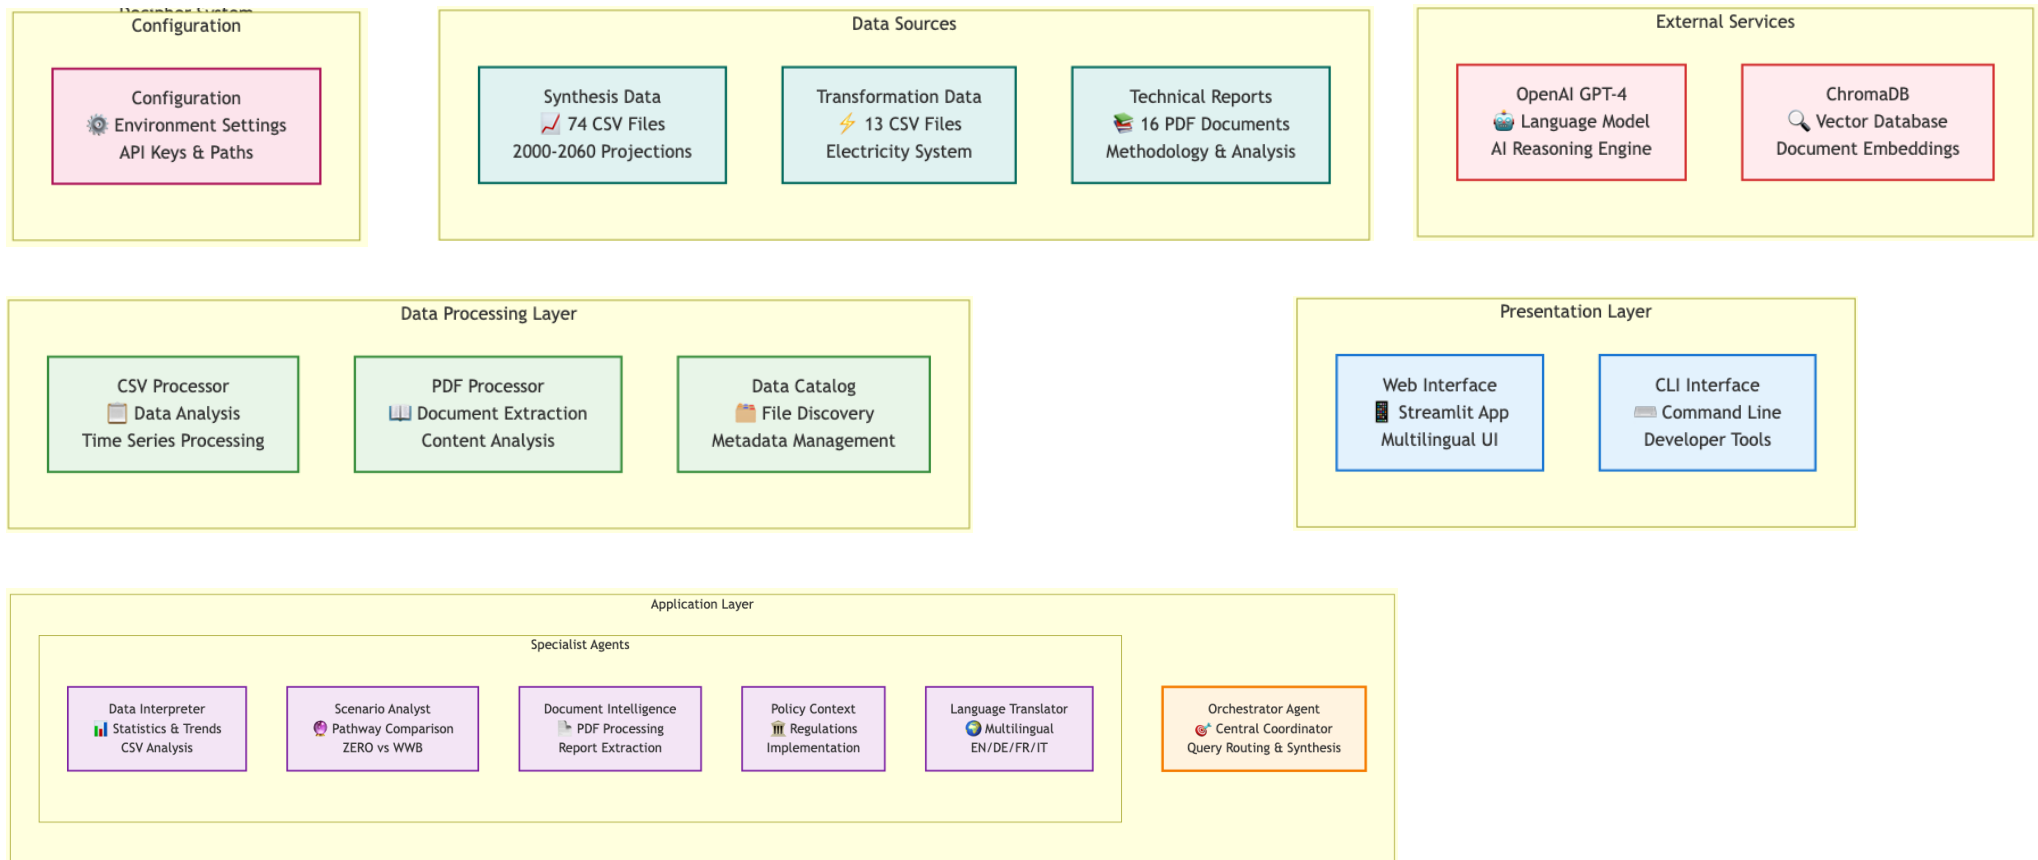 Decipher System
Configuration
Configuration
⚙️ Environment Settings
API Keys & Paths
Data Sources
Synthesis Data
📈 74 CSV Files
2000-2060 Projections
Transformation Data
⚡ 13 CSV Files
Electricity System
Technical Reports
📚 16 PDF Documents
Methodology & Analysis
External Services
OpenAI GPT-4
🤖 Language Model
AI Reasoning Engine
ChromaDB
🔍 Vector Database
Document Embeddings
Data Processing Layer
CSV Processor
📋 Data Analysis
Time Series Processing
PDF Processor
📖 Document Extraction
Content Analysis
Data Catalog
🗂️ File Discovery
Metadata Management
Presentation Layer
Web Interface
📱 Streamlit App
Multilingual UI
CLI Interface
⌨️ Command Line
Developer Tools
Application Layer
Specialist Agents
Data Interpreter
📊 Statistics & Trends
CSV Analysis
Scenario Analyst
🔮 Pathway Comparison
ZERO vs WWB
Document Intelligence
📄 PDF Processing
Report Extraction
Policy Context
🏛️ Regulations
Implementation
Language Translator
🌍 Multilingual
EN/DE/FR/IT
Orchestrator Agent
🎯 Central Coordinator
Query Routing & Synthesis